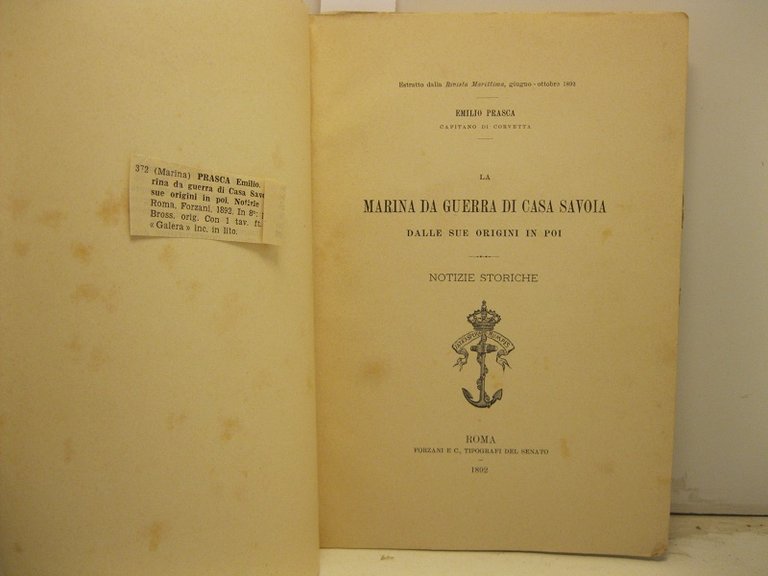 372 (Marina) PRASCA Emilio.
rina da guerra di Casa Savo
sue origini in poi. Notizie
Roma, Forzani, 1892. In 8º;
Bross. orig. Con 1 tav. ft.
« Galera » inc. in lito.
Estratto dalla Rivista Marittima, giugno-ottobre 1892
EMILIO PRASCA
CAPITANO DI CORVETTA
LA
MARINA DA GUERRA DI CASA SAVOIA
DALLE SUE ORIGINI IN POI
NOTIZIE STORICHE
ROMA
FORZANI E C., TIPOGRAFI DEL SENATO
1892